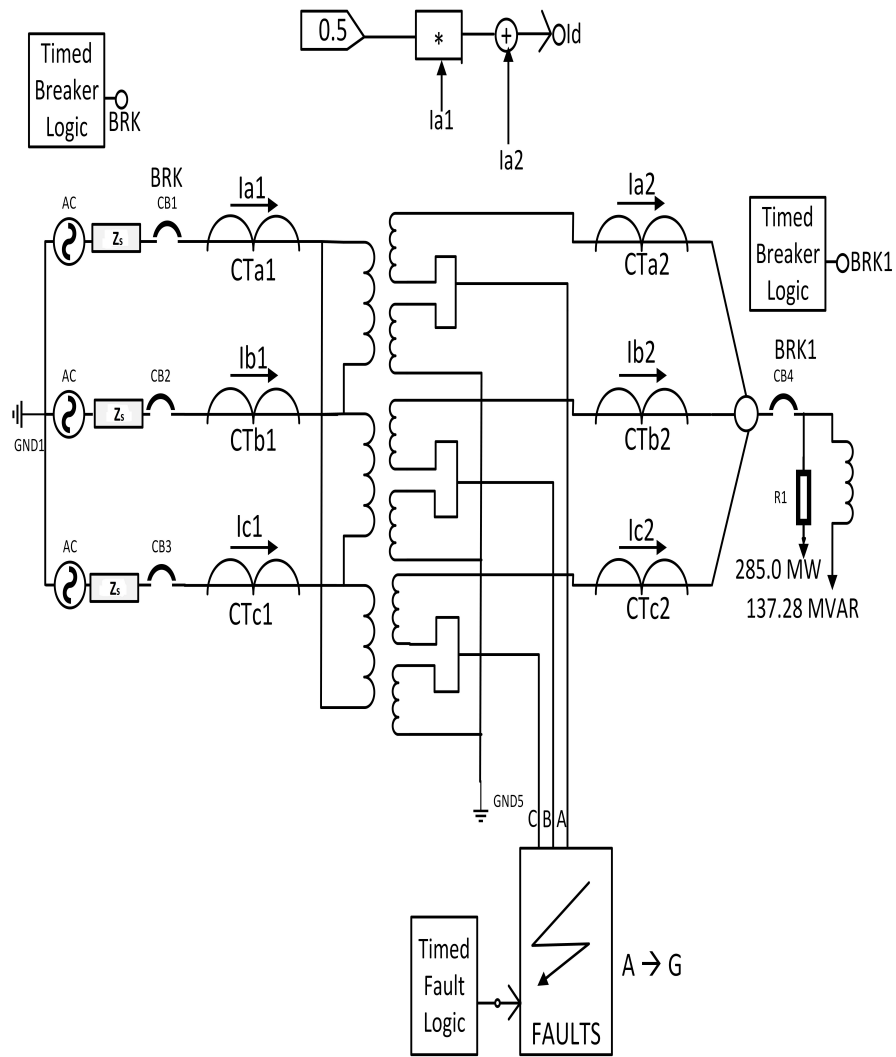 0.5
*
+
Id
Ia1
Ia2
Timed
Breaker
Logic
BRK
BRK
AC
Zs
CB1
Ia1
CTa1
Ia2
CTa2
Timed
Breaker
Logic
BRK1
AC
Zs
CB2
Ib1
CTb1
Ib2
CTb2
BRK1
CB4
GND1
AC
Zs
CB3
Ic1
CTc1
Ic2
CTc2
R1
285.0 MW
137.28 MVAR
GND5
C B A
Timed
Fault
Logic
FAULTS
A → G